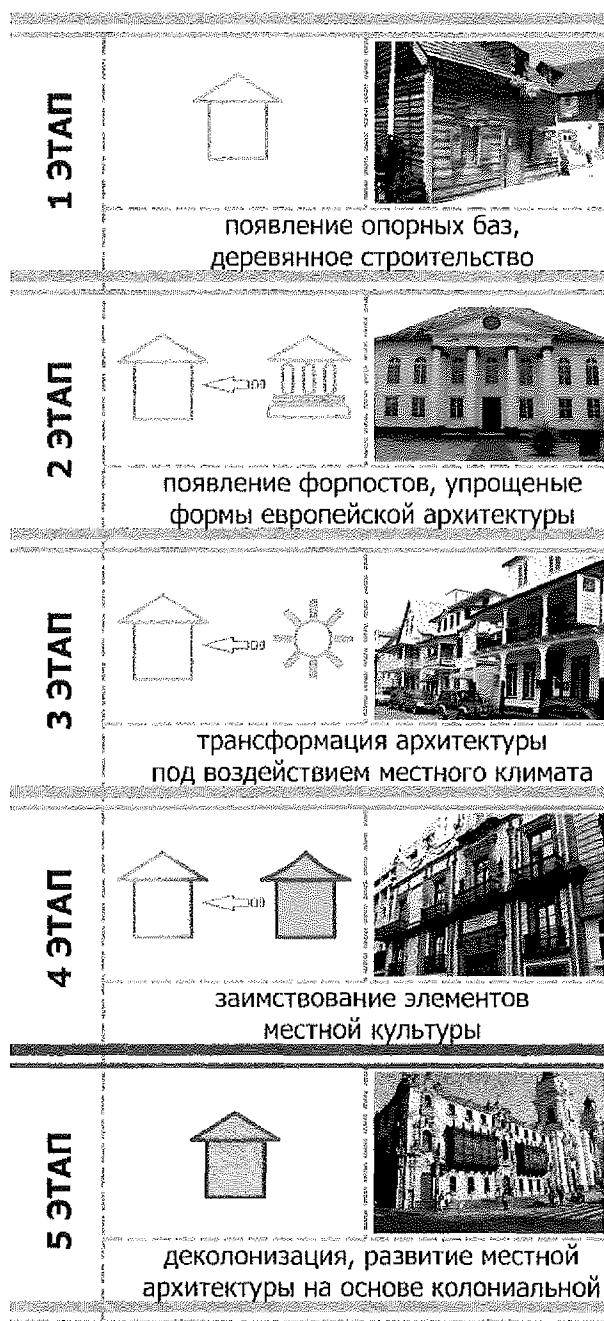 1 ЭТАП
появление опорных баз,
деревянное строительство
2 ЭТАП
появление форпостов, упрощеные
формы европейской архитектуры
3 ЭТАП
трансформация архитектуры
под воздействием местного климата
4 ЭТАП
заимствование элементов
местной культуры
5 ЭТАП
деколонизация, развитие местной
архитектуры на основе колониальной